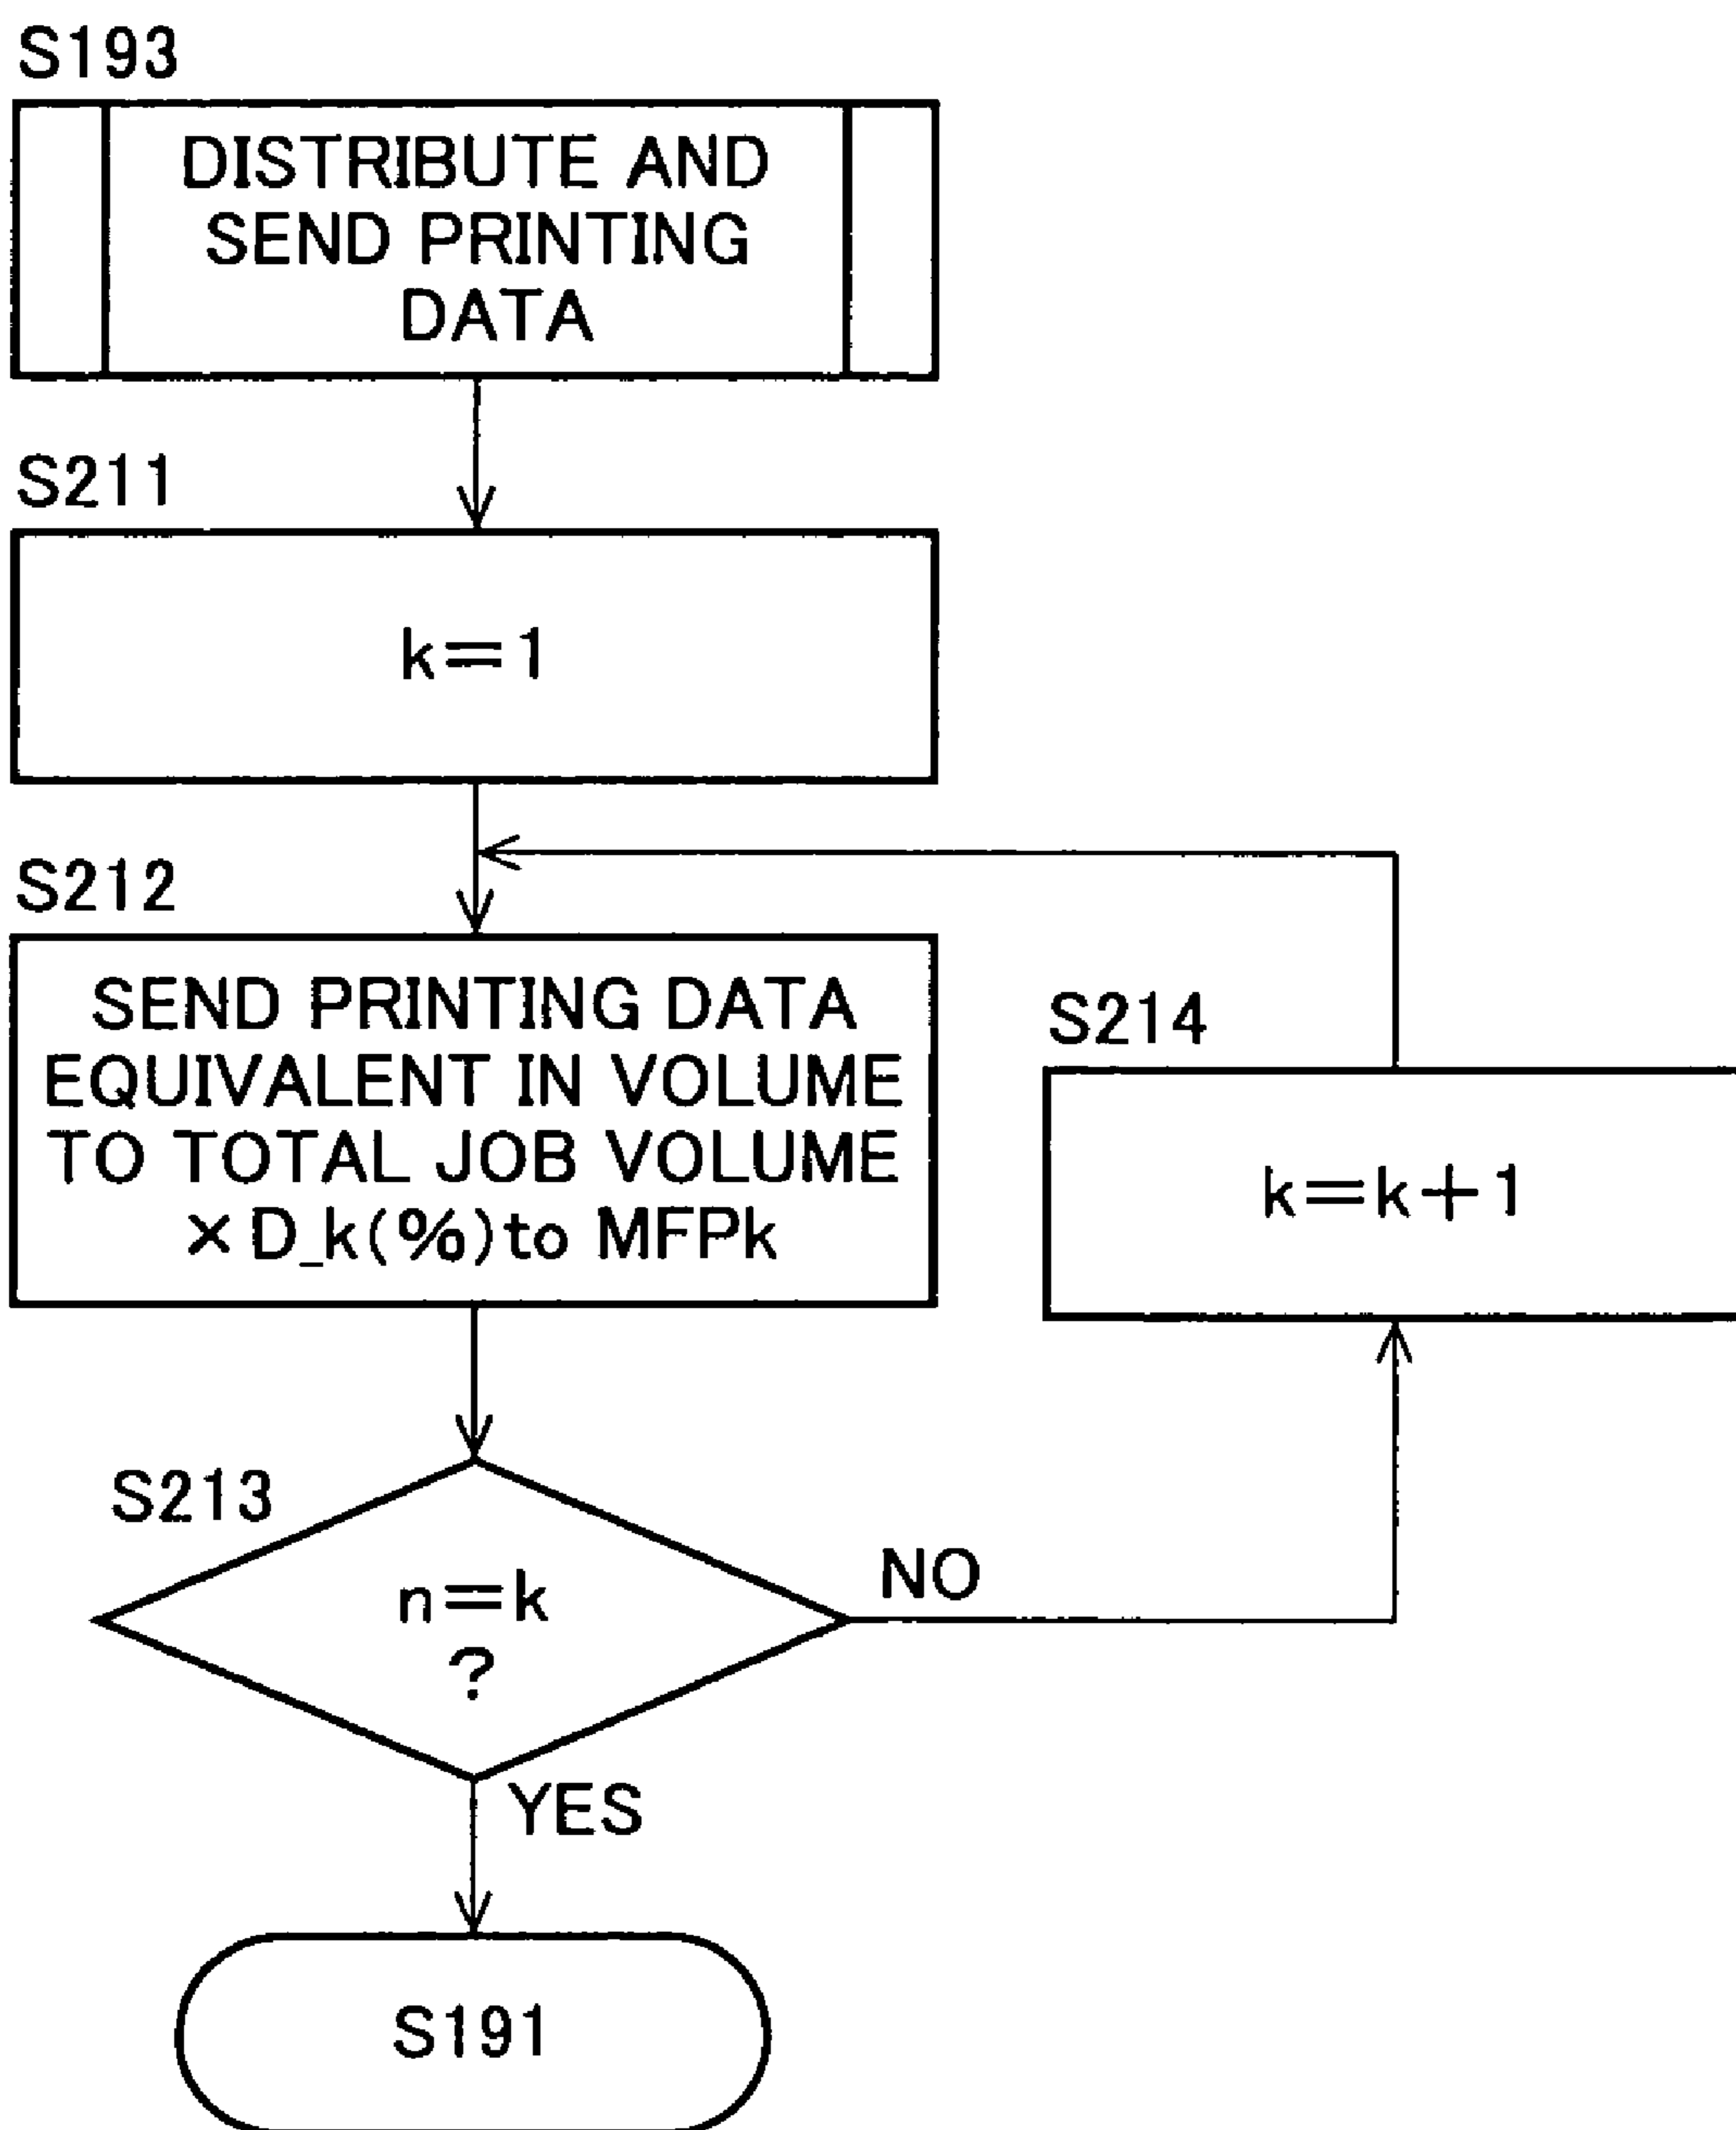 S193
DISTRIBUTE AND
SEND PRINTING
DATA
S211
k=1
S212
SEND PRINTING DATA
EQUIVALENT IN VOLUME
TO TOTAL JOB VOLUME
×D_k(%)to MFPk
S214
k=k+1
S213
n=k
?
NO
YES
S191